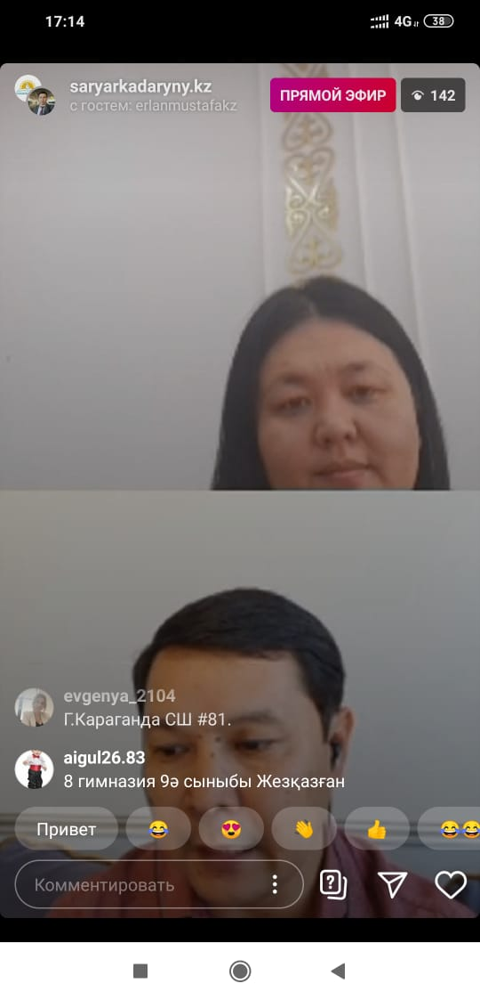 17:14
4G
38
saryarkadaryny.kz
с гостем: erlanmustafakz
ПРЯМОЙ ЭФИР
142
evgenya_2104
Г.Караганда СШ #81.
aigul26.83
8 гимназия 9ә сыныбы Жезқазған
Привет
Комментировать